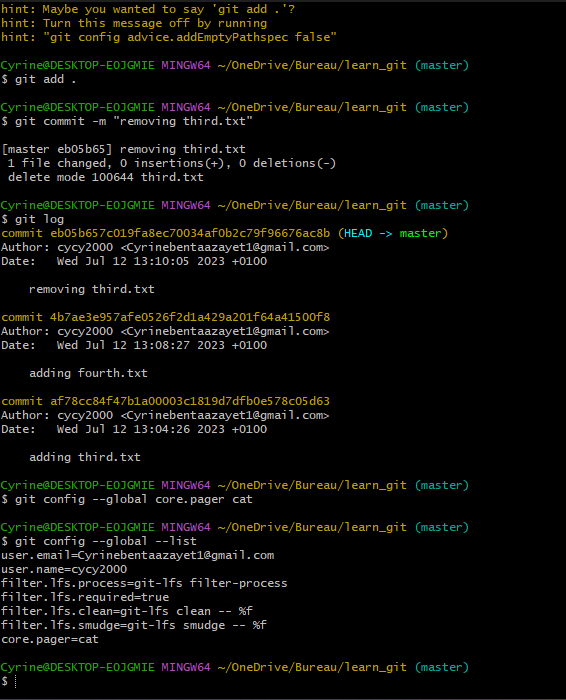 hint: Maybe you wanted to say 'git add .'?
hint: Turn this message off by running
hint: "git config advice.addEmptyPathspec false"
Cyrine@DESKTOP-EOJGMIE MINGW64 ~/OneDrive/Bureau/learn_git (master)
$ git add .
Cyrine@DESKTOP-EOJGMIE MINGW64 ~/OneDrive/Bureau/learn_git (master)
$ git commit -m "removing third.txt"
[master eb05b65] removing third.txt
 1 file changed, 0 insertions(+), 0 deletions(-)
 delete mode 100644 third.txt
Cyrine@DESKTOP-EOJGMIE MINGW64 ~/OneDrive/Bureau/learn_git (master)
$ git log
commit eb05b657c019fa8ec70034af0b2c79f96676ac8b (HEAD -> master)
Author: cycy2000 <Cyrinebentaazayet1@gmail.com>
Date:   Wed Jul 12 13:10:05 2023 +0100
    removing third.txt
commit 4b7ae3e957afe0526f2d1a429a201f64a41500f8
Author: cycy2000 <Cyrinebentaazayet1@gmail.com>
Date:   Wed Jul 12 13:08:27 2023 +0100
    adding fourth.txt
commit af78cc84f47b1a00003c1819d7dfb0e578c05d63
Author: cycy2000 <Cyrinebentaazayet1@gmail.com>
Date:   Wed Jul 12 13:04:26 2023 +0100
    adding third.txt
Cyrine@DESKTOP-EOJGMIE MINGW64 ~/OneDrive/Bureau/learn_git (master)
$ git config --global core.pager cat
Cyrine@DESKTOP-EOJGMIE MINGW64 ~/OneDrive/Bureau/learn_git (master)
$ git config --global --list
user.email=Cyrinebentaazayet1@gmail.com
user.name=cycy2000
filter.lfs.process=git-lfs filter-process
filter.lfs.required=true
filter.lfs.clean=git-lfs clean -- %f
filter.lfs.smudge=git-lfs smudge -- %f
core.pager=cat
Cyrine@DESKTOP-EOJGMIE MINGW64 ~/OneDrive/Bureau/learn_git (master)
$